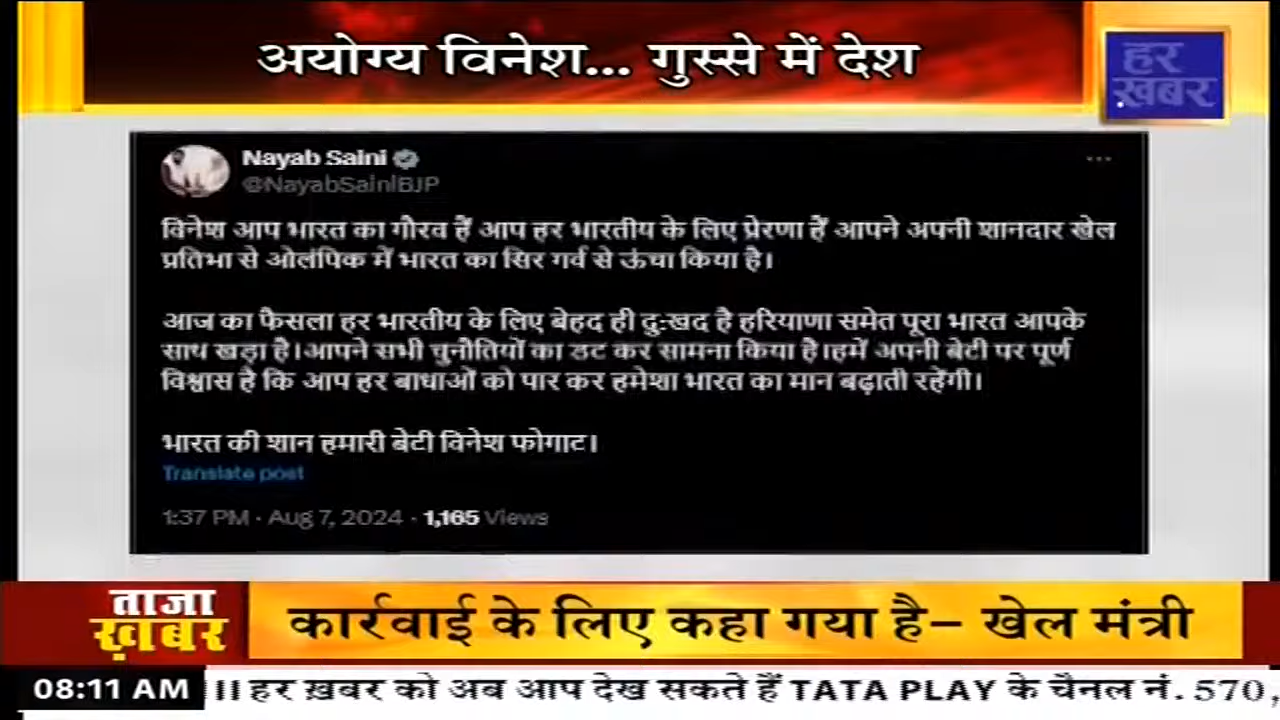 अयोग्य विनेश... गुस्से में देश
हर
ख़बर
Nayab Saini
@NayabSainiBJP
विनेश आप भारत का गौरव हैं आप हर भारतीय के लिए प्रेरणा हैं आपने अपनी शानदार खेल
प्रतिभा से ओलंपिक में भारत का सिर गर्व से ऊंचा किया है।
आज का फैसला हर भारतीय के लिए बेहद ही दुःखद है हरियाणा समेत पूरा भारत आपके
साथ खड़ा है।आपने सभी चुनौतियों का डट कर सामना किया है।हमें अपनी बेटी पर पूर्ण
विश्वास है कि आप हर बाधाओं को पार कर हमेशा भारत का मान बढ़ाती रहेंगी।
भारत की शान हमारी बेटी विनेश फोगाट।
Translate post
1:37 PM · Aug 7, 2024 · 1,165 Views
ताजा
ख़बर
कार्रवाई के लिए कहा गया है– खेल मंत्री
08:11 AM
॥ हर ख़बर को अब आप देख सकते हैं TATA PLAY के चैनल नं. 570,